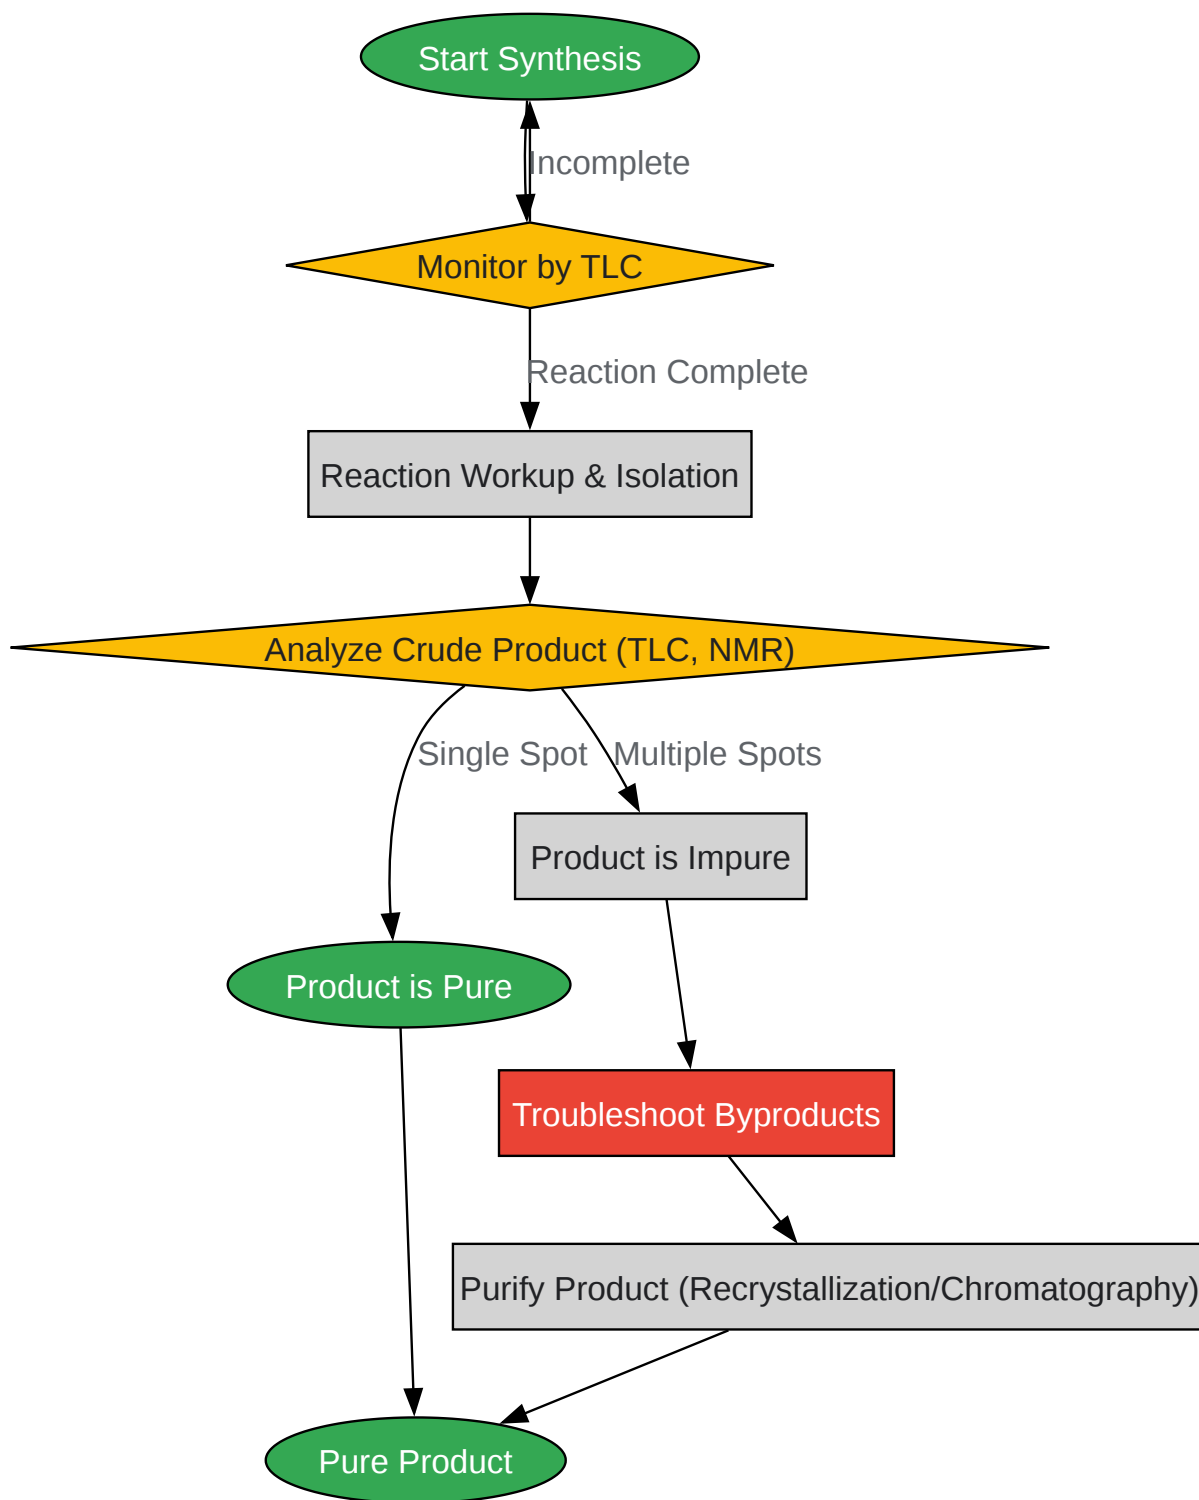 Start Synthesis
Incomplete
Monitor by TLC
Reaction Complete
Reaction Workup & Isolation
Analyze Crude Product (TLC, NMR)
Single Spot
Multiple Spots
Product is Impure
Product is Pure
Troubleshoot Byproducts
Purify Product (Recrystallization/Chromatography)
Pure Product